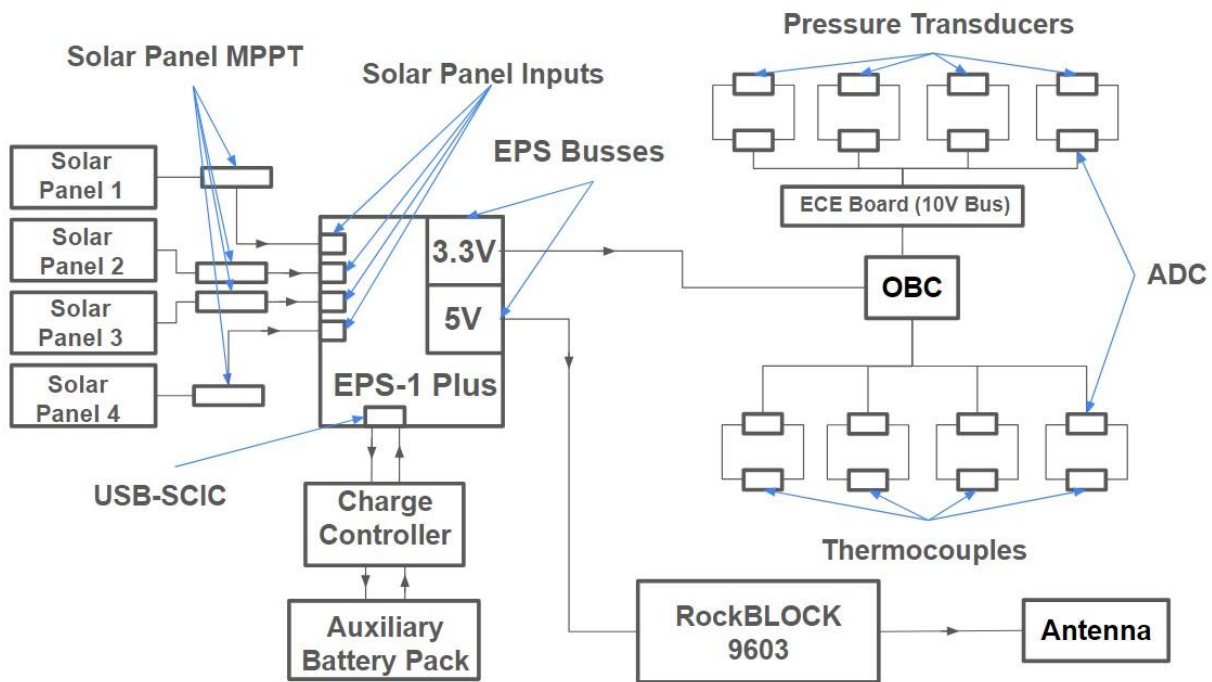 Pressure Transducers
Solar Panel MPPT
Solar Panel Inputs
EPS Busses
Solar
Panel 1
Solar
Panel 2
Solar
Panel 3
Solar
Panel 4
3.3V
5V
EPS-1 Plus
ECE Board (10V Bus)
OBC
ADC
USB-SCIC
Charge
Controller
Auxiliary
Battery Pack
Thermocouples
RockBLOCK
9603
Antenna